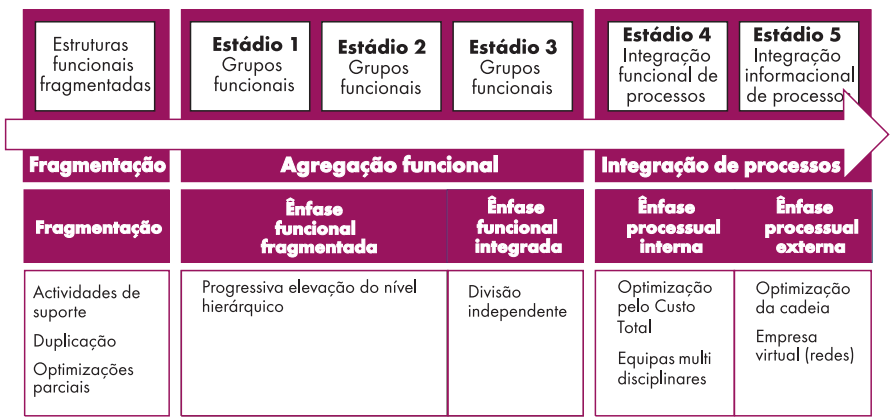 Estruturas
funcionais
fragmentadas
Estádio 1
Grupos
funcionais
Estádio 2
Grupos
funcionais
Estádio 3
Grupos
funcionais
Estádio 4
Integração
funcional de
processos
Estádio 5
Integração
informacional
de processos
Fragmentação
Agregação funcional
Integração de processos
Fragmentação
Ênfase
funcional
fragmentada
Ênfase
funcional
integrada
Ênfase
processual
interna
Ênfase
processual
externa
Actividades de
suporte
Duplicação
Optimizações
parciais
Progressiva elevação do nível
hierárquico
Divisão
independente
Optimização
pelo Custo
Total
Equipas multi
disciplinares
Optimização
da cadeia
Empresa
virtual (redes)